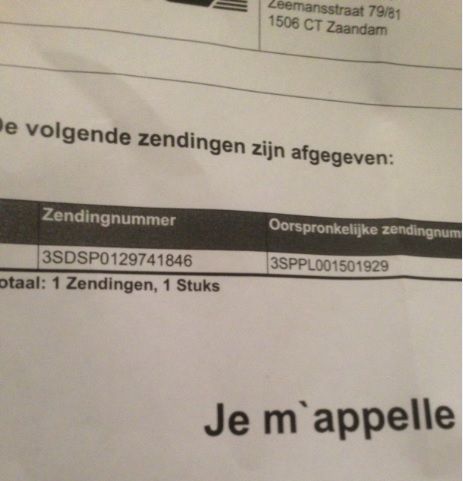 Zeemansstraat 79/81
1506 CT Zaandam
De volgende zendingen zijn afgegeven:
Zendingnummer Oorspronkelijke zendingnum
3SDSP0129741846 3SPPL001501929
otaal: 1 Zendingen, 1 Stuks
Je m`appelle